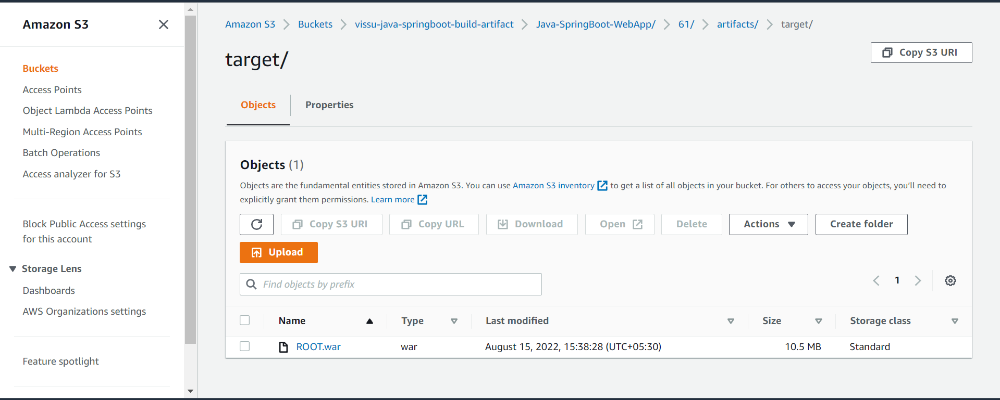 Amazon S3
Buckets
Access Points
Object Lambda Access Points
Multi-Region Access Points
Batch Operations
Access analyzer for S3
Block Public Access settings
for this account
Storage Lens
Dashboards
AWS Organizations settings
Feature spotlight
Amazon S3 Buckets vissu-java-springboot-build-artifact Java-SpringBoot-WebApp/ 61/ artifacts/ target/
target/
Copy S3 URI
Objects Properties
Objects (1)
Objects are the fundamental entities stored in Amazon S3. You can use Amazon S3 inventory to get a list of all objects in your bucket. For others to access your objects, you’ll need to
explicitly grant them permissions. Learn more
Copy S3 URI Copy URL Download Open Delete Actions Create folder
Upload
Find objects by prefix
1
Name Type Last modified Size Storage class
ROOT.war war August 15, 2022, 15:38:28 (UTC+05:30) 10.5 MB Standard